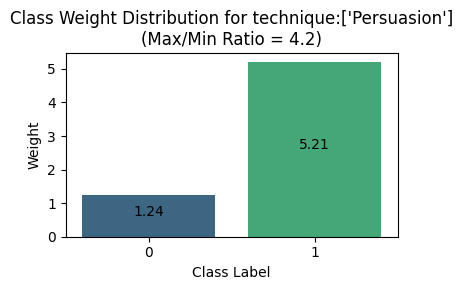 Class Weight Distribution for technique:['Persuasion']
(Max/Min Ratio = 4.2)
5
4
3
2
1
0
Weight
1.24
5.21
0
1
Class Label